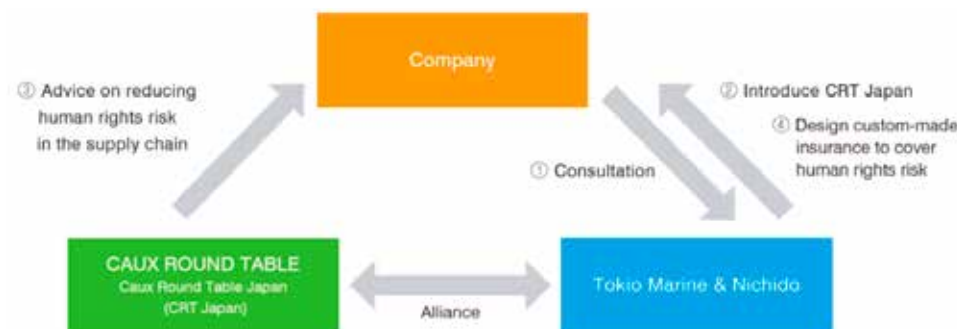 Company
③ Advice on reducing
human rights risk
in the supply chain
② Introduce CRT Japan
④ Design custom-made
insurance to cover
human rights risk
① Consultation
CAUX ROUND TABLE
Caux Round Table Japan
(CRT Japan)
Alliance
Tokio Marine & Nichido